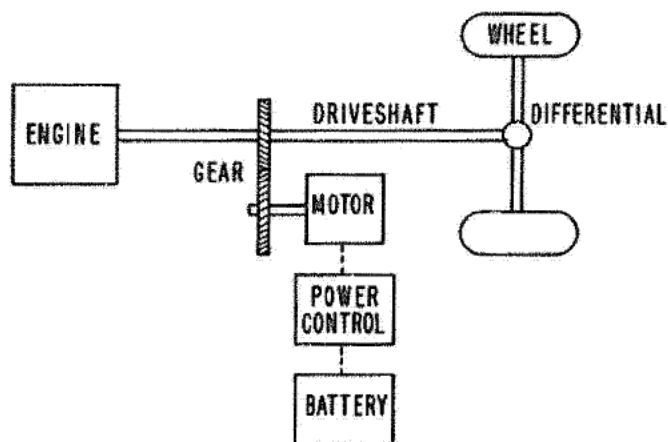 WHEEL
ENGINE
DRIVESHAFT
DIFFERENTIAL
GEAR
MOTOR
POWER
CONTROL
BATTERY